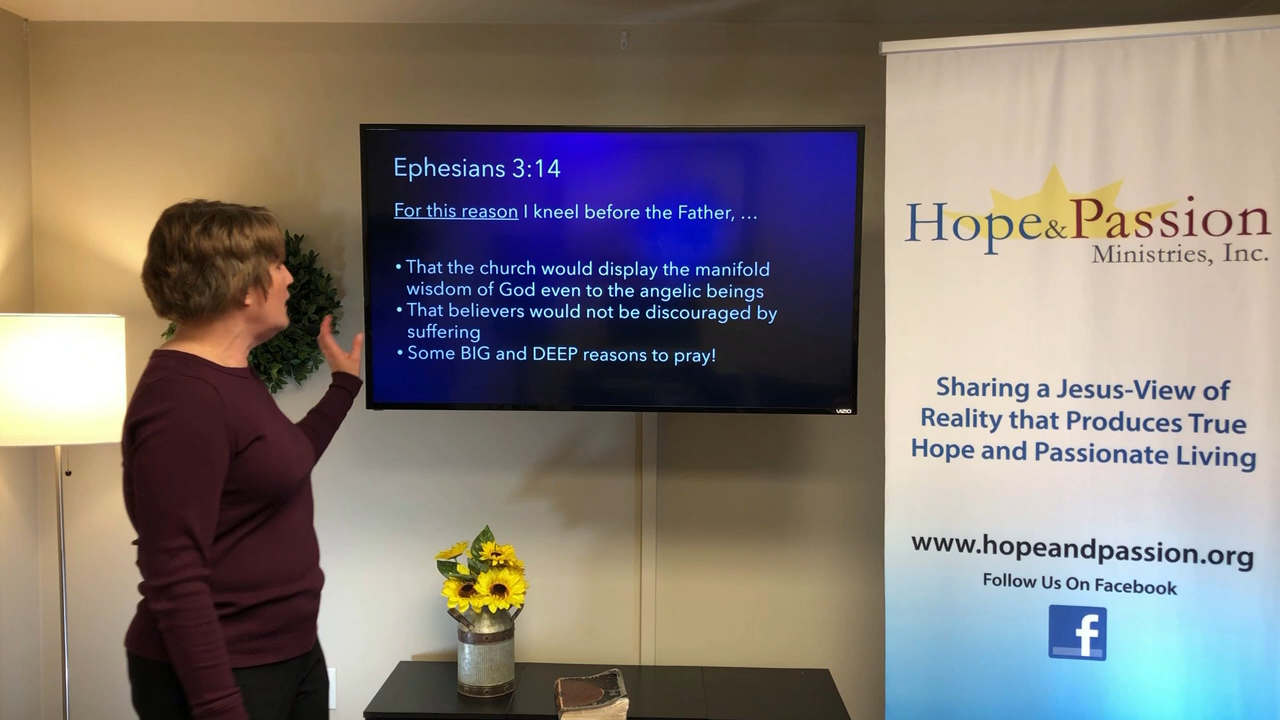 Ephesians 3:14
For this reason I kneel before the Father, …
• That the church would display the manifold
wisdom of God even to the angelic beings
• That believers would not be discouraged by
suffering
• Some BIG and DEEP reasons to pray!
VIZIO
Hope&Passion
Ministries, Inc.
Sharing a Jesus-View of
Reality that Produces True
Hope and Passionate Living
www.hopeandpassion.org
Follow Us On Facebook
f